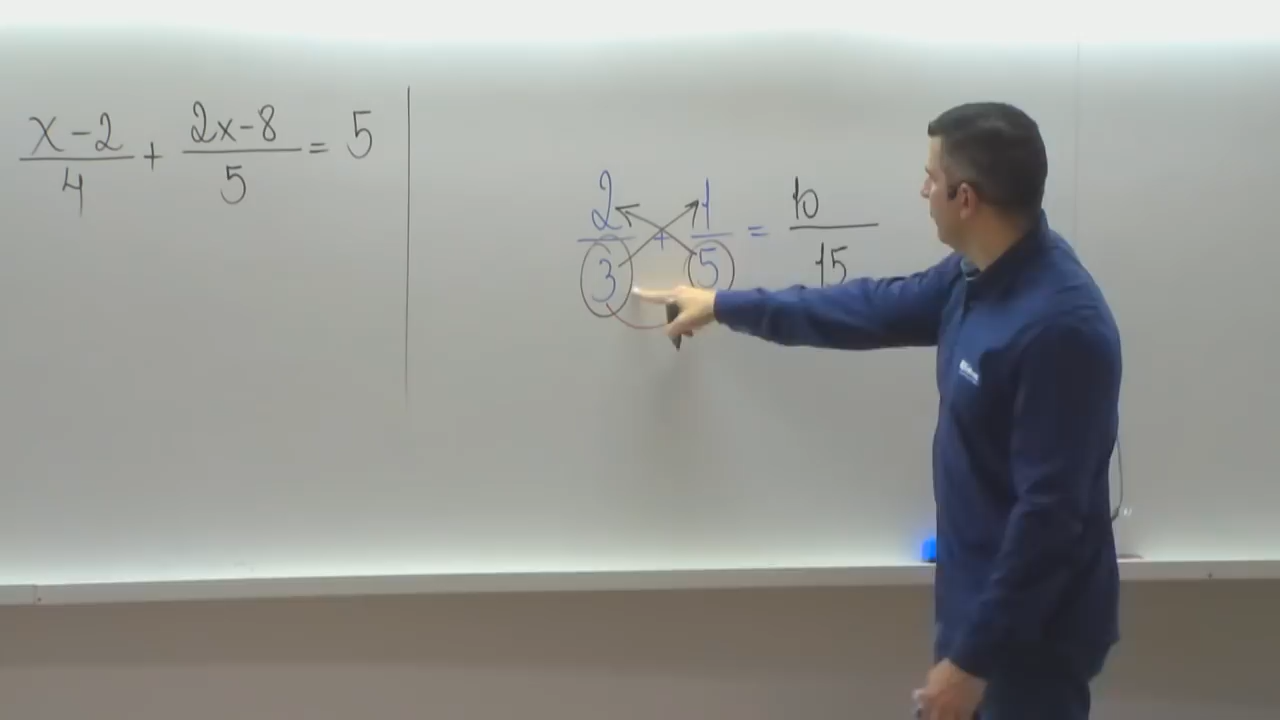 x-2/4 + 2x-8/5 = 5
2/3 + 1/5 = 10/15